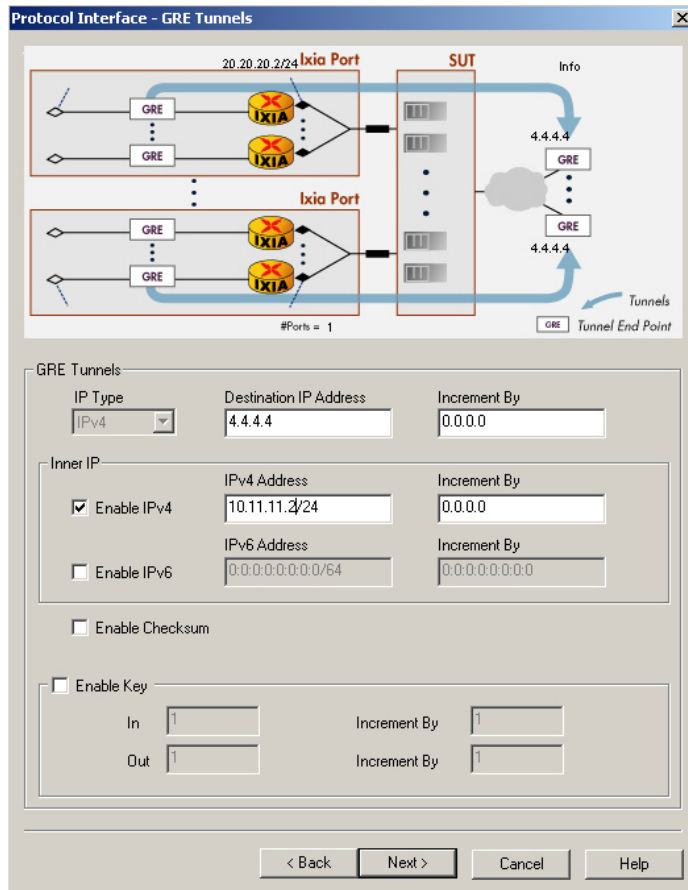 Protocol Interface - GRE Tunnels
20.20.20.2/24 Ixia Port SUT Info
GRE IXIA
4.4.4.4
GRE IXIA GRE
Ixia Port
GRE IXIA GRE
4.4.4.4
GRE IXIA
Tunnels
#Ports = 1 GRE Tunnel End Point
GRE Tunnels
IP Type Destination IP Address Increment By
IPv4 4.4.4.4 0.0.0.0
Inner IP
IPv4 Address Increment By
Enable IPv4 10.11.11.2/24 0.0.0.0
IPv6 Address Increment By
Enable IPv6 0:0:0:0:0:0:0:0/64 0:0:0:0:0:0:0:0
Enable Checksum
Enable Key
In 1 Increment By 1
Out 1 Increment By 1
< Back Next > Cancel Help